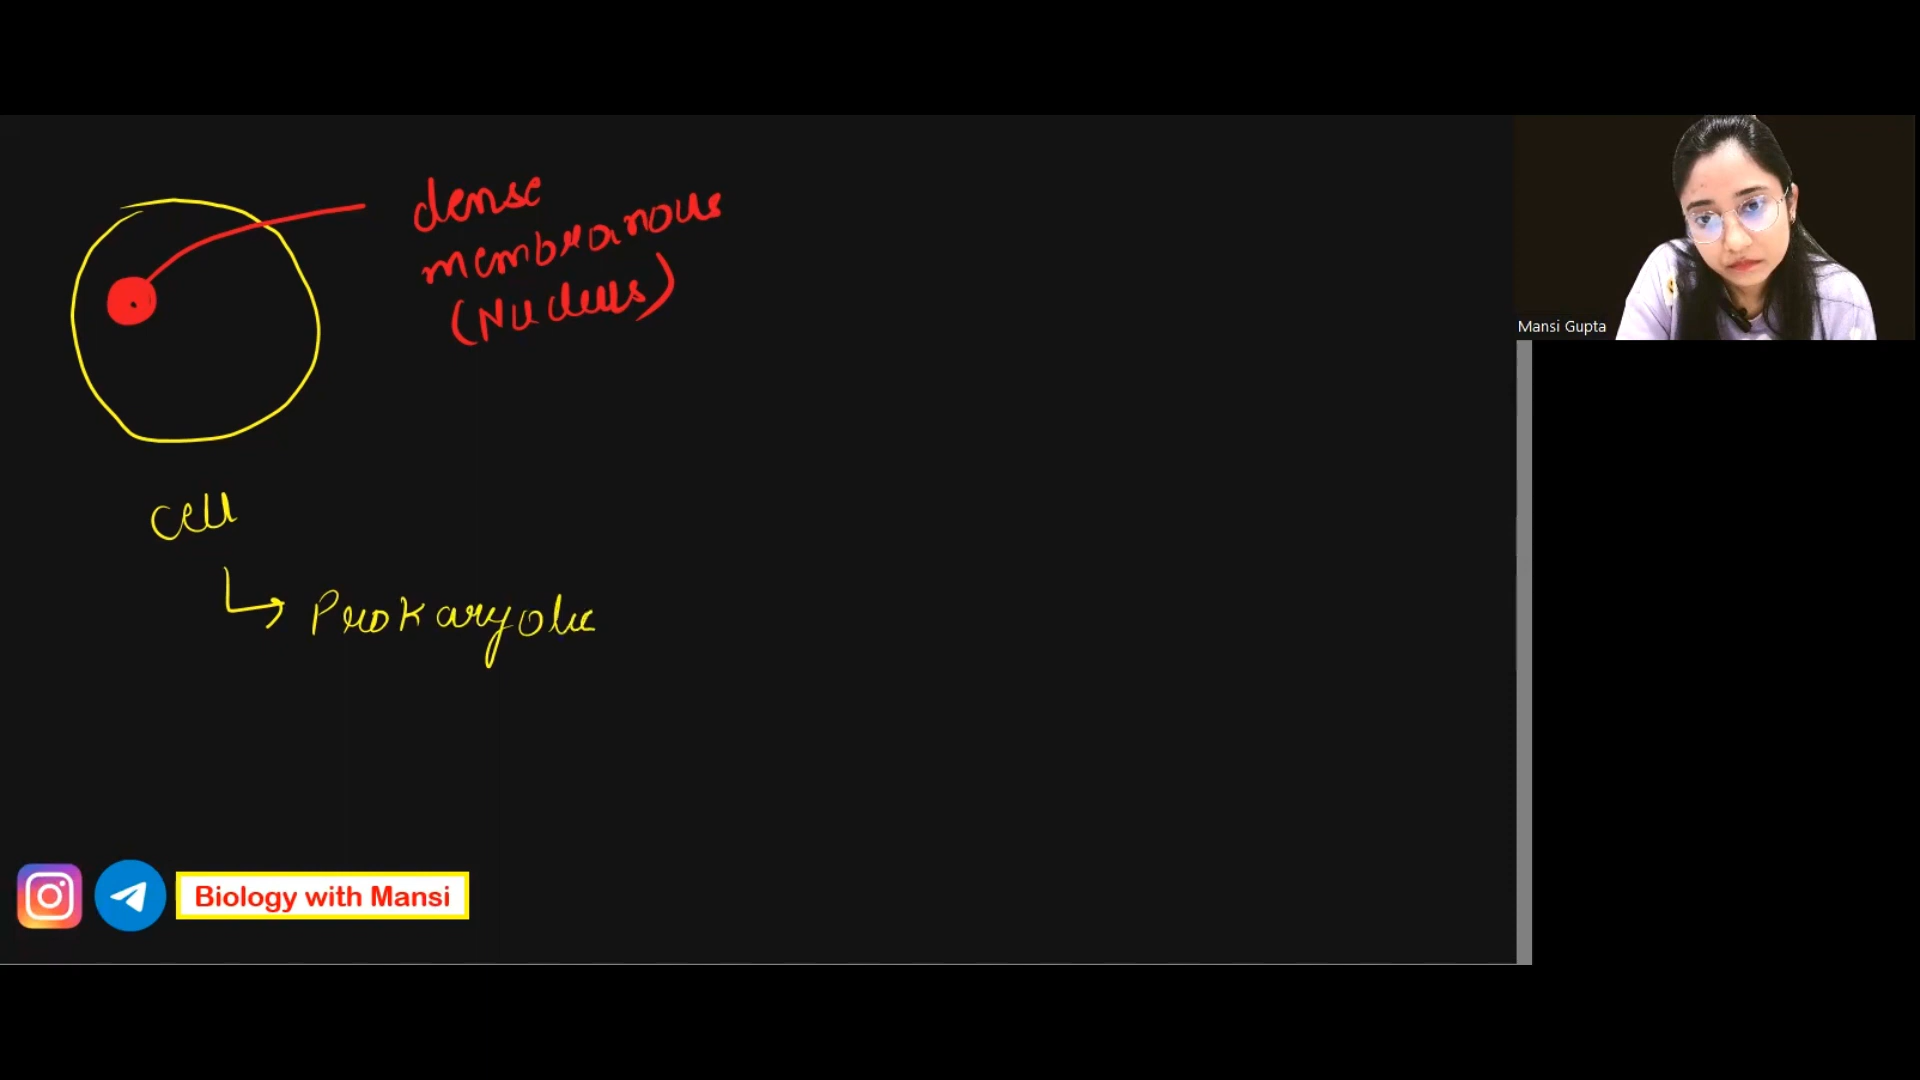 dense
membranous
(Nucleus)
Mansi Gupta
cell
Prokaryotic
Biology with Mansi